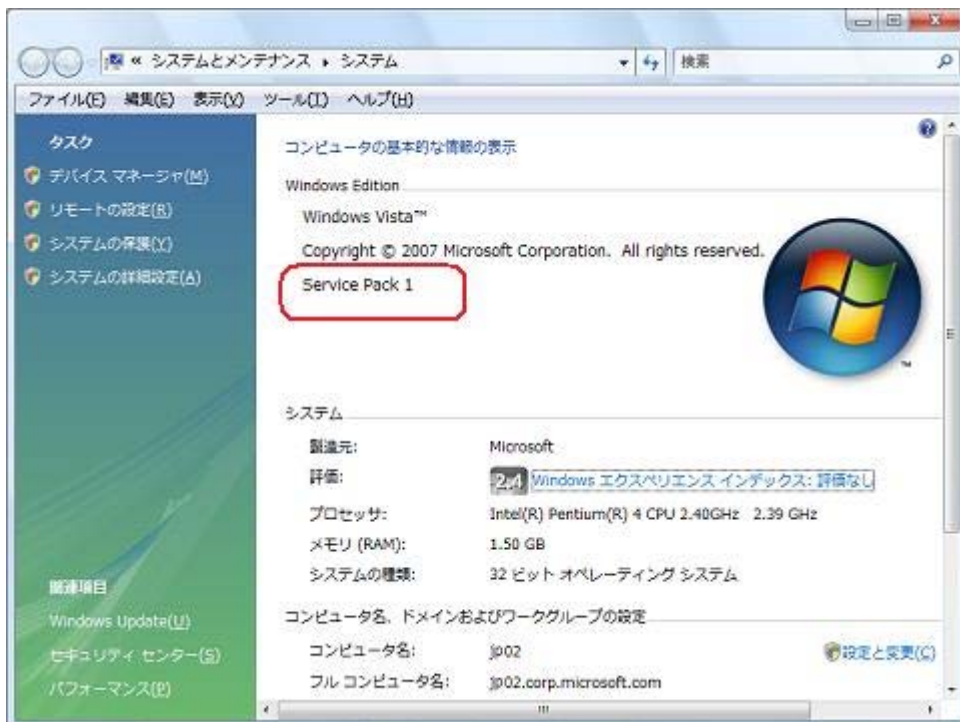 « システムとメンテナンス ▸ システム
検索
ファイル(F) 編集(E) 表示(V) ツール(T) ヘルプ(H)
タスク
デバイス マネージャ(M)
リモートの設定(R)
システムの保護(Y)
システムの詳細設定(A)
関連項目
Windows Update(U)
セキュリティ センター(S)
パフォーマンス(P)
コンピュータの基本的な情報の表示
Windows Edition
Windows Vista™
Copyright © 2007 Microsoft Corporation. All rights reserved.
Service Pack 1
™
システム
製造元: Microsoft
評価: 2.4 Windows エクスペリエンス インデックス: 評価なし
プロセッサ: Intel(R) Pentium(R) 4 CPU 2.40GHz 2.39 GHz
メモリ (RAM): 1.50 GB
システムの種類: 32 ビット オペレーティング システム
コンピュータ名、ドメインおよびワークグループの設定
コンピュータ名: jp02
設定と変更(C)
フル コンピュータ名: jp02.corp.microsoft.com